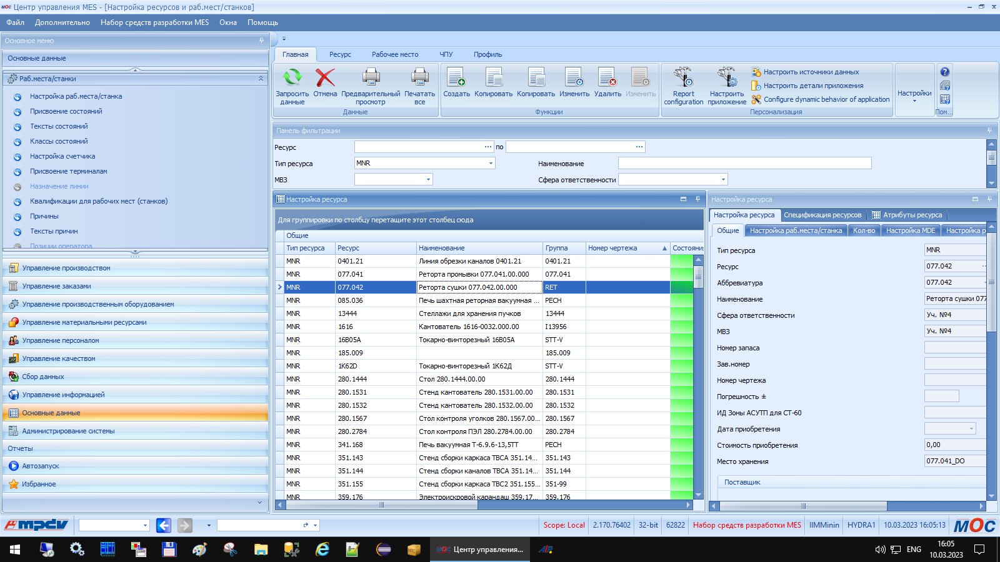 МОС Центр управления MES - [Настройка ресурсов и раб.мест/станков]
Файл Дополнительно Набор средств разработки MES Окна Помощь
Основное меню
Основные данные
Раб.места/станки
Настройка раб.места/станка
Присвоение состояний
Тексты состояний
Классы состояний
Настройка счетчика
Присвоение терминалам
Назначение линии
Квалификации для рабочих мест (станков)
Причины
Тексты причин
Позиции оператора
Управление производством
Управление заказами
Управление производственным оборудованием
Управление материальными ресурсами
Управление персоналом
Управление качеством
Сбор данных
Управление информацией
Основные данные
Администрирование системы
Отчеты
Автозапуск
Избранное
Главная Ресурс Рабочее место ЧПУ Профиль
Запросить данные Отмена Предварительный просмотр Печатать все
Данные
Создать Копировать Копировать Изменить Удалить Изменить
Функции
Report configuration Настроить приложение
Настроить источники данных
Настроить детали приложения
Configure dynamic behavior of application
Персонализация
Настройки
Пом...
Панель фильтрации
Ресурс по
Тип ресурса MNR Наименование
МВЗ Сфера ответственности
Настройка ресурса
Для группировки по столбцу перетащите этот столбец сюда
Общие
Тип ресурса Ресурс Наименование Группа Номер чертежа Состояния
MNR 0401.21 Линия обрезки каналов 0401.21 0401.21
MNR 077.041 Реторта промывки 077.041.00.000 077.041
MNR 077.042 Реторта сушки 077.042.00.000 RET
MNR 085.036 Печь шахтная реторная вакуумная ... PECH
MNR 13444 Стеллажи для хранения пучков 13444
MNR 1616 Кантователь 1616-0032.000.00 I13956
MNR 16B05A Токарно-винторезный 16В05А STT-V
MNR 185.009 185.009
MNR 1K62D Токарно-винторезный 1К62Д STT-V
MNR 280.1444 Стол 280.1444.00.00 280.1444
MNR 280.1531 Стенд кантователь 280.1531.00.00 280.1531
MNR 280.1532 Стенд кантователь 280.1532.00.00 280.1532
MNR 280.1567 Стол контроля уголков 280.1567.00... 280.1567
MNR 280.2784 Стол контроля ПЭЛ 280.2784.00.00 280.2784
MNR 341.168 Печь вакуумная Т-6.9.6-13,5ТТ PECH
MNR 351.143 Стенд сборки каркаса ТВСА 351.14... 351.143
MNR 351.144 Стенд сборки каналов ТВСА 351.14... 351.144
MNR 351.155 Стенд сборки каркаса ТВС2 351.155... 351-99
MNR 359.176 Электроискровой карандаш 359.17... 359.176
Настройка ресурса
Настройка ресурса Спецификация ресурсов Атрибуты ресурса
Общие Настройка раб.места/станка Кол-во Настройка MDE Настройка р
Тип ресурса MNR
Ресурс 077.042
Аббревиатура 077.042
Наименование Реторта сушки 077
Сфера ответственности Уч. №4
МВЗ Уч. №4
Номер запаса
Зав.номер
Номер чертежа
Погрешность ±
ИД Зоны АСУТП для СТ-60
Дата приобретения
Стоимость приобретения 0,00
Место хранения 077.041_DO
Поставщик
mpdv
Scope: Local 2.170.76402 32-bit 62822 Набор средств разработки MES IIMMinin HYDRA1 10.03.2023 16:05:13 MOC
МОС Центр управления... ENG 16:05
10.03.2023